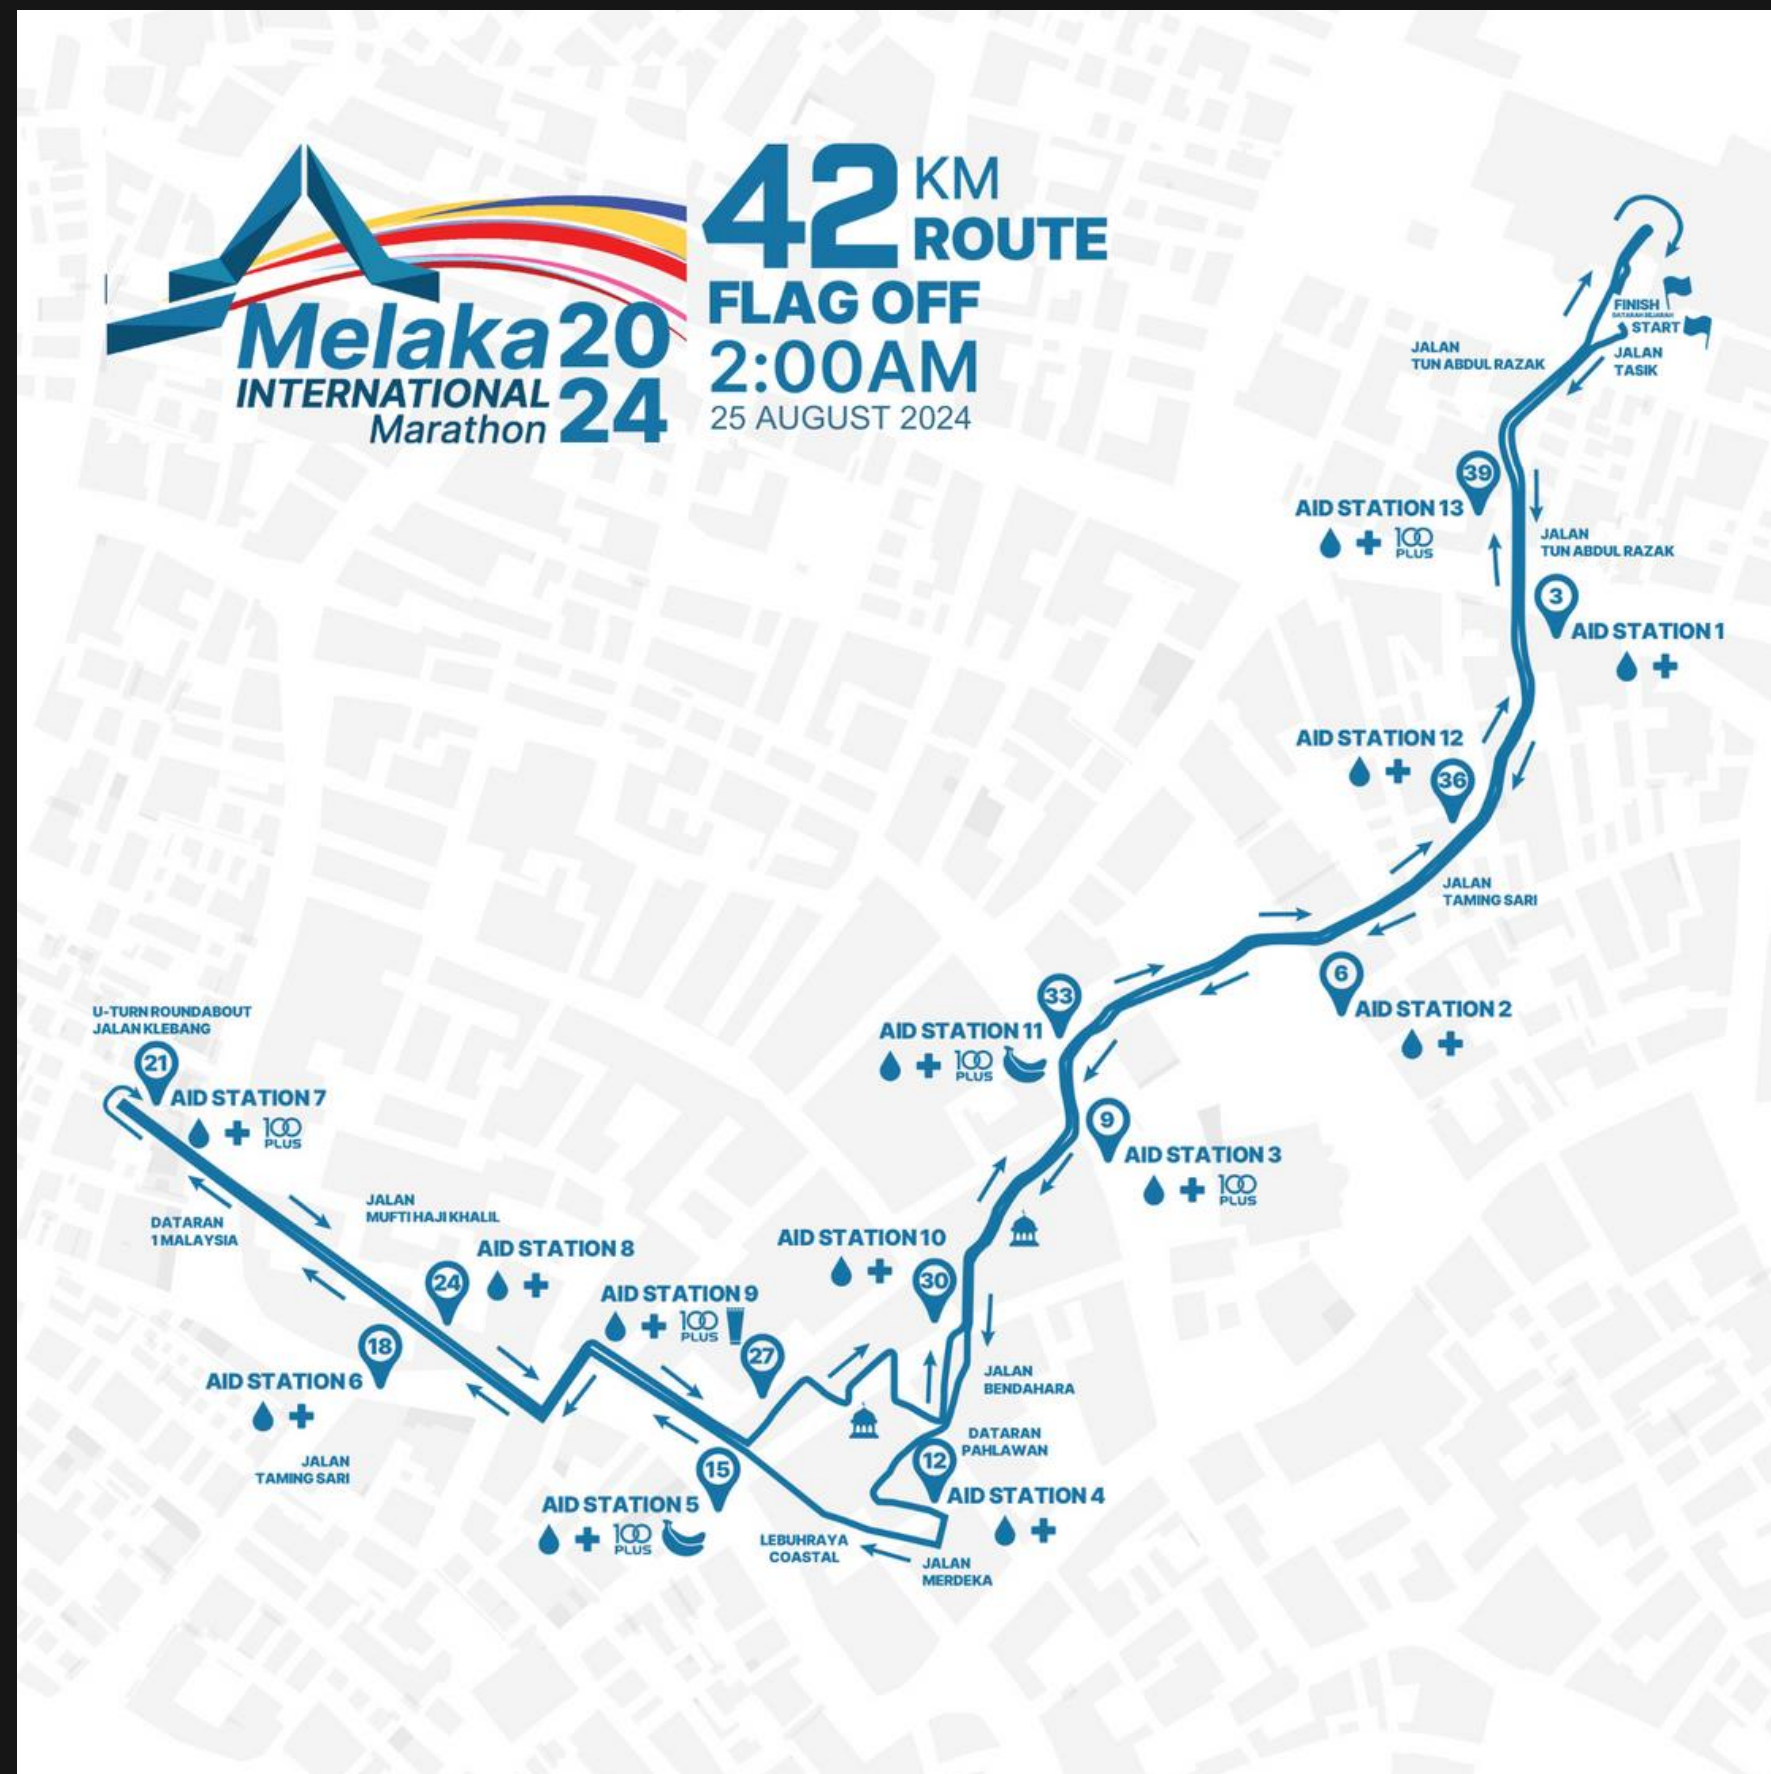 Melaka 20
INTERNATIONAL 24
Marathon
42 KM
ROUTE
FLAG OFF
2:00AM
25 AUGUST 2024
FINISH
DATARAN SEJARAH
START
JALAN
TUN ABDUL RAZAK
JALAN
TASIK
39
AID STATION 13
100
PLUS
JALAN
TUN ABDUL RAZAK
3
AID STATION 1
AID STATION 12
36
JALAN
TAMING SARI
6
AID STATION 2
33
AID STATION 11
100
PLUS
9
AID STATION 3
100
PLUS
U-TURN ROUNDABOUT
JALAN KLEBANG
21
AID STATION 7
100
PLUS
DATARAN
1 MALAYSIA
JALAN
MUFTI HAJI KHALIL
AID STATION 8
24
AID STATION 9
100
PLUS
27
AID STATION 10
30
18
AID STATION 6
JALAN
TAMING SARI
JALAN
BENDAHARA
DATARAN
PAHLAWAN
12
AID STATION 4
15
AID STATION 5
100
PLUS
LEBUHRAYA
COASTAL
JALAN
MERDEKA